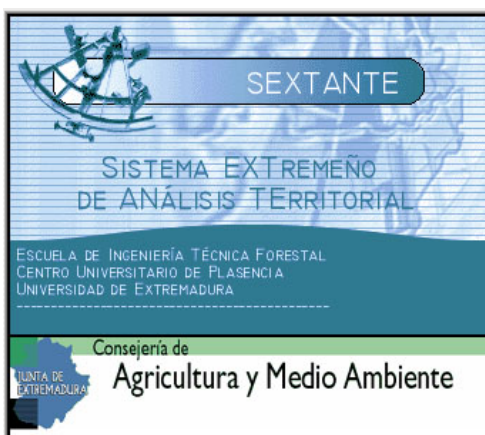 SEXTANTE
SISTEMA EXTREMEÑO
DE ANÁLISIS TERRITORIAL
ESCUELA DE INGENIERÍA TÉCNICA FORESTAL
CENTRO UNIVERSITARIO DE PLASENCIA
UNIVERSIDAD DE EXTREMADURA
Consejería de
Agricultura y Medio Ambiente
JUNTA DE
EXTREMADURA